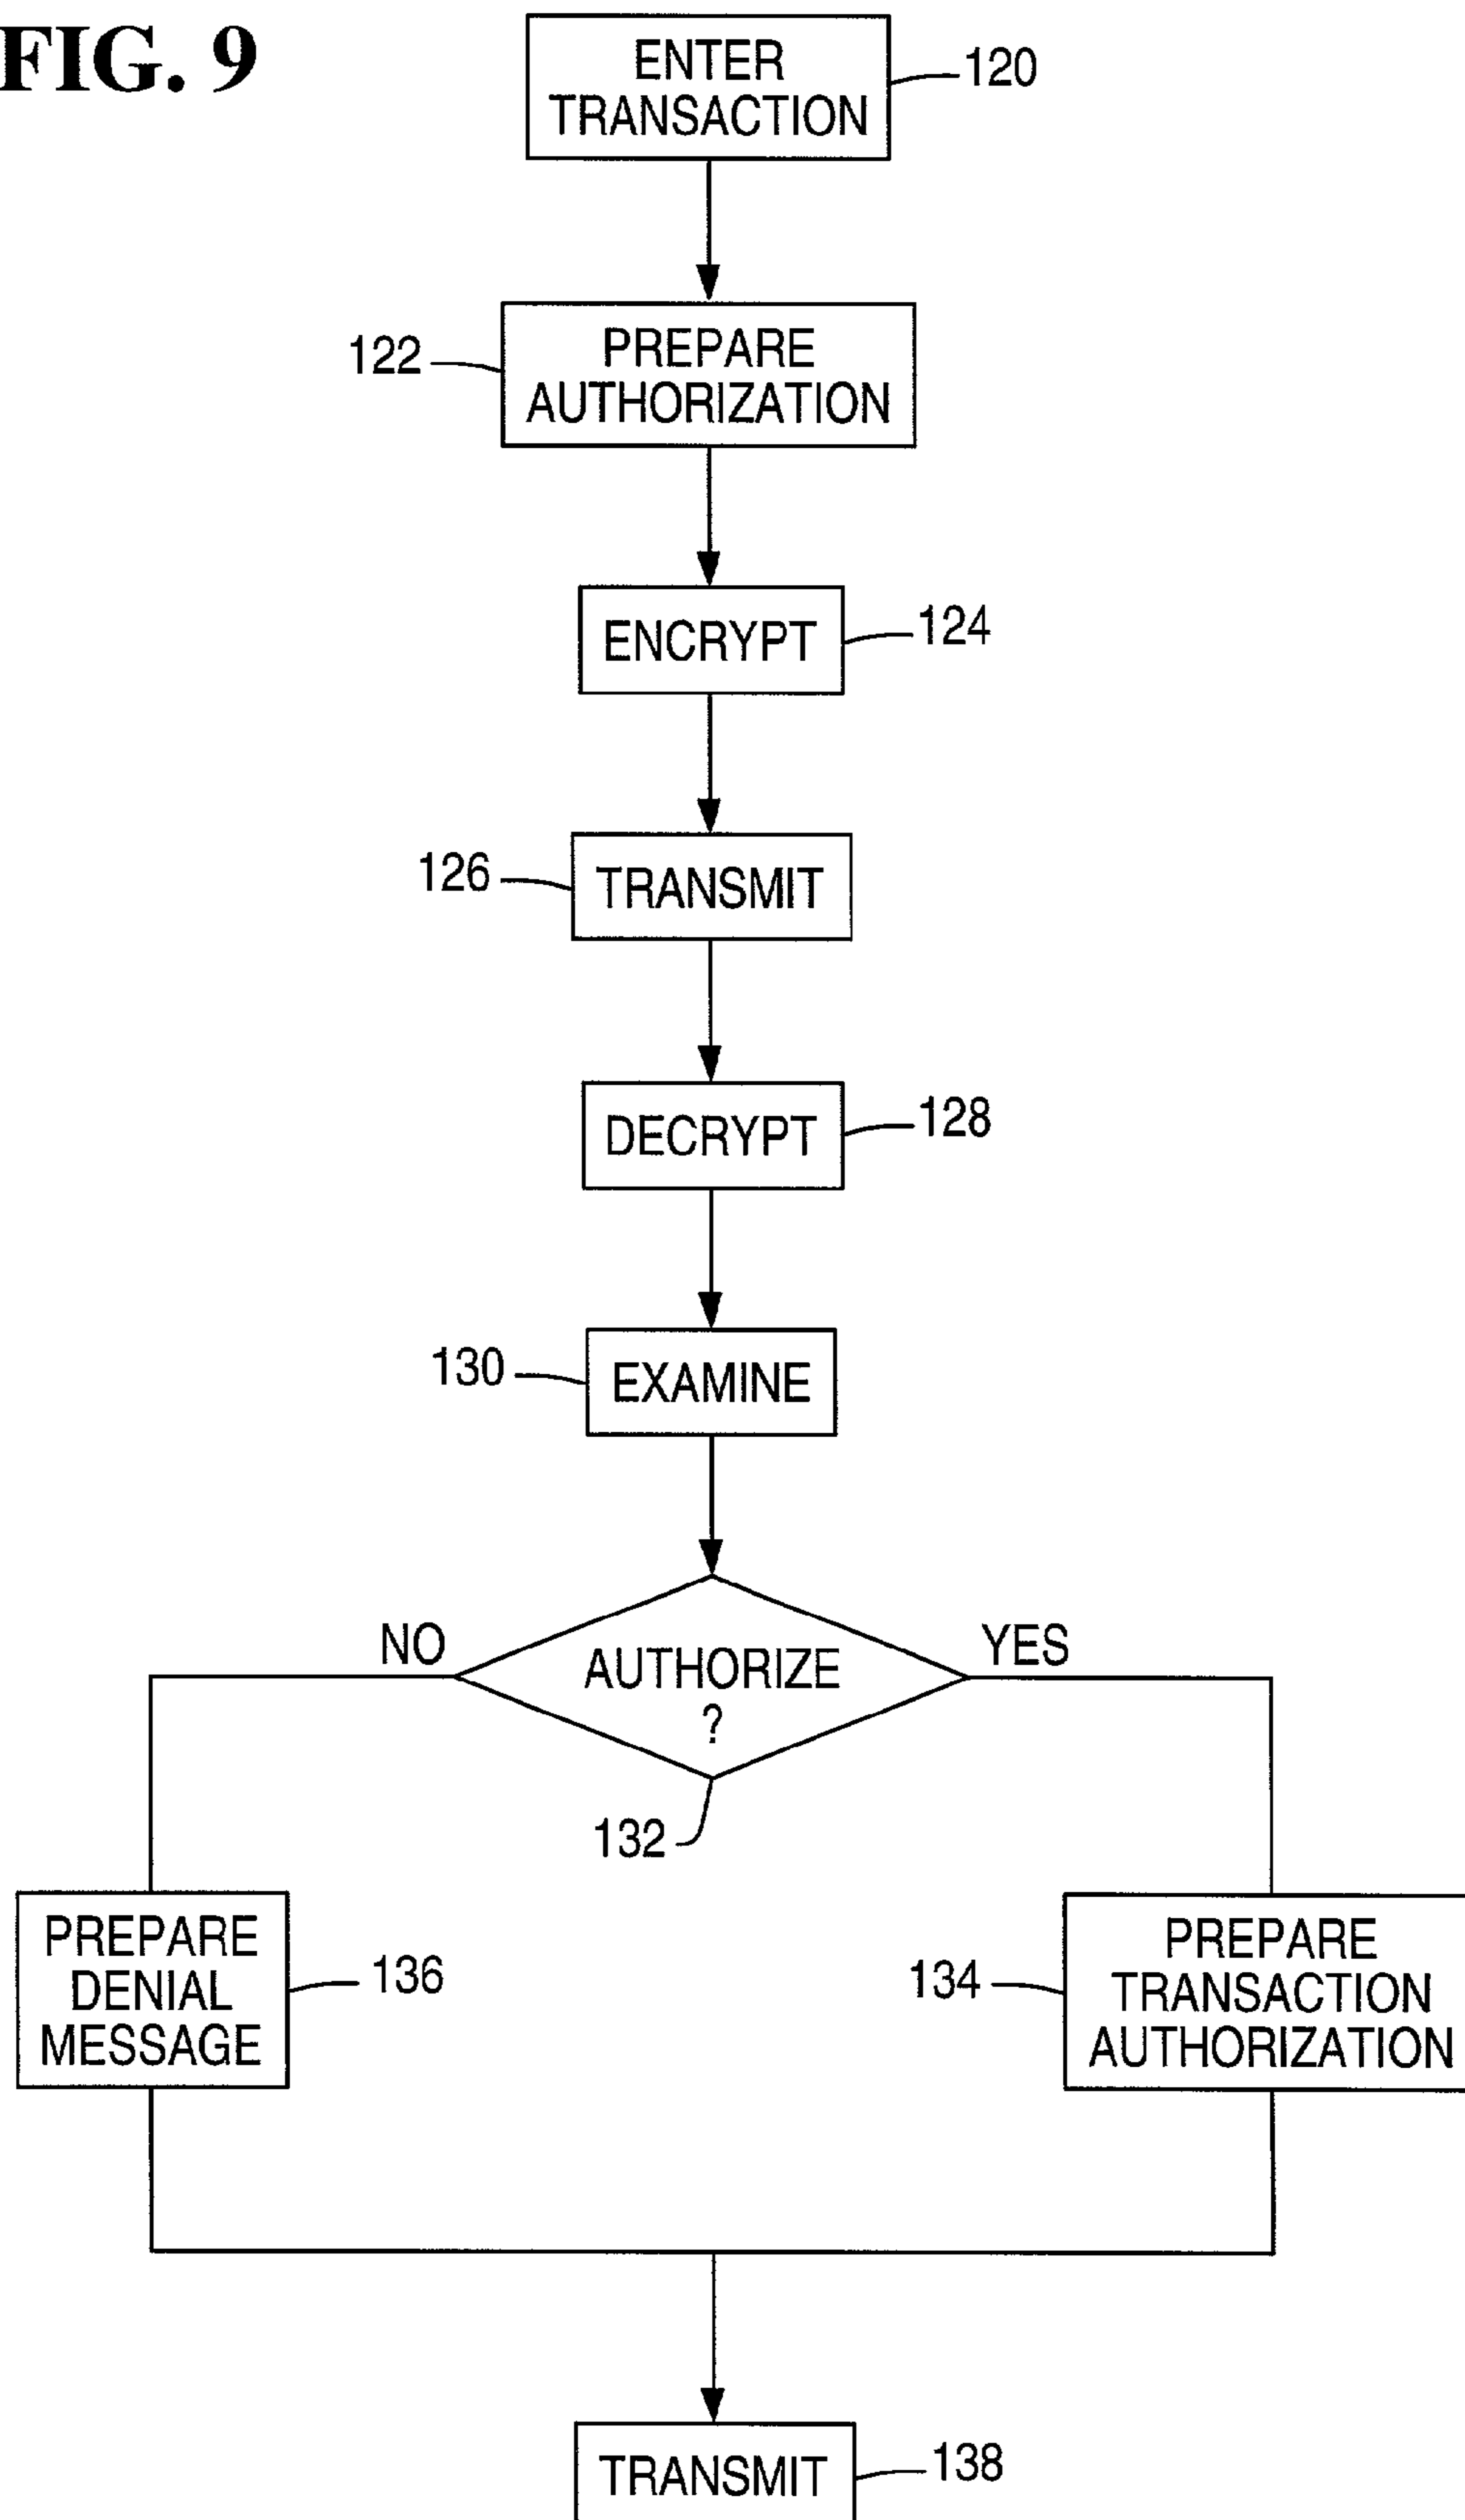 FIG. 9
ENTER
TRANSACTION
120
122
PREPARE
AUTHORIZATION
ENCRYPT
124
126
TRANSMIT
DECRYPT
128
130
EXAMINE
NO
AUTHORIZE
?
YES
132
PREPARE
DENIAL
MESSAGE
136
134
PREPARE
TRANSACTION
AUTHORIZATION
TRANSMIT
138